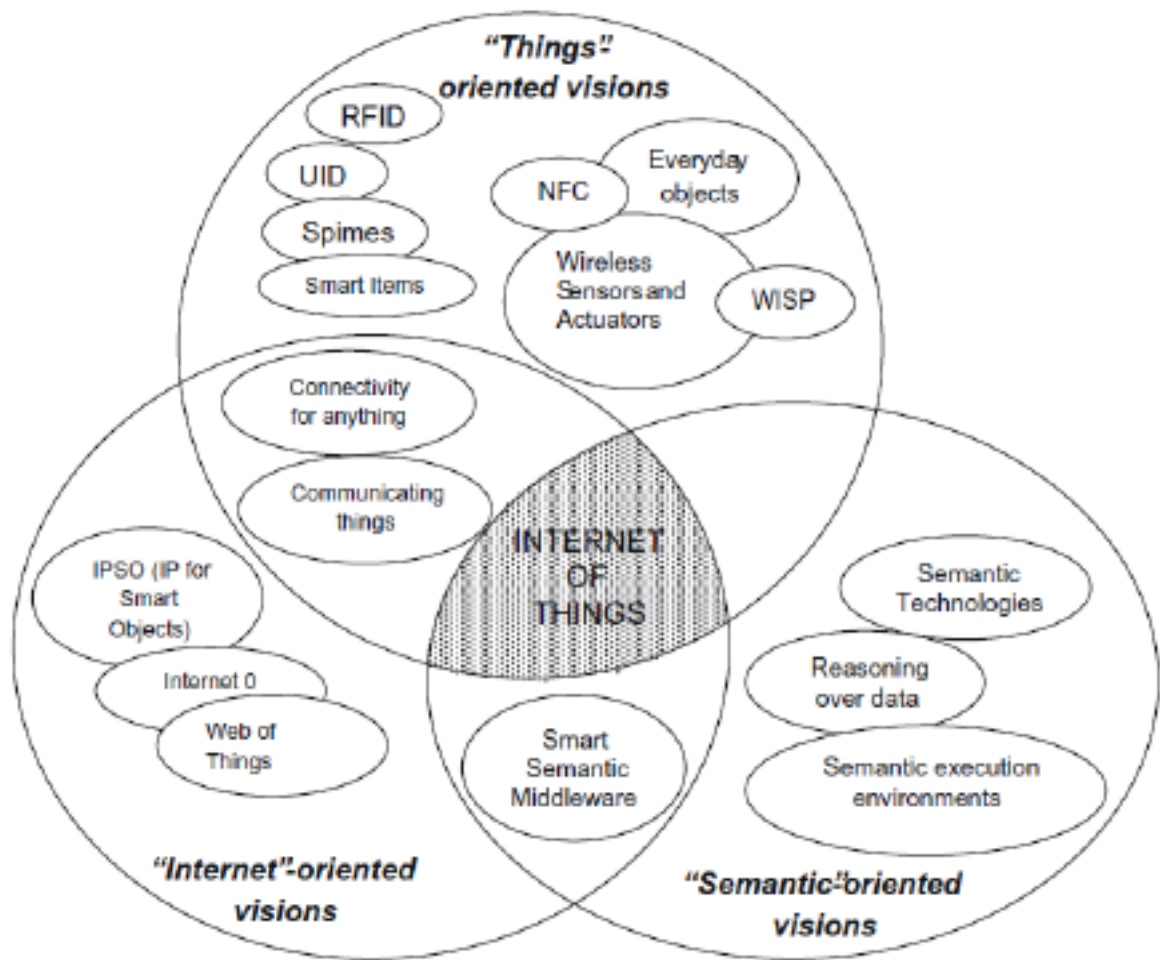 “Things”-
oriented visions
RFID
UID
Spimes
Smart Items
NFC
Everyday
objects
Wireless
Sensors and
Actuators
WISP
Connectivity
for anything
Communicating
things
INTERNET
OF
THINGS
IPSO (IP for
Smart
Objects)
Internet 0
Web of
Things
Semantic
Technologies
Reasoning
over data
Semantic execution
environments
Smart
Semantic
Middleware
“Internet”-oriented
visions
“Semantic”-oriented
visions